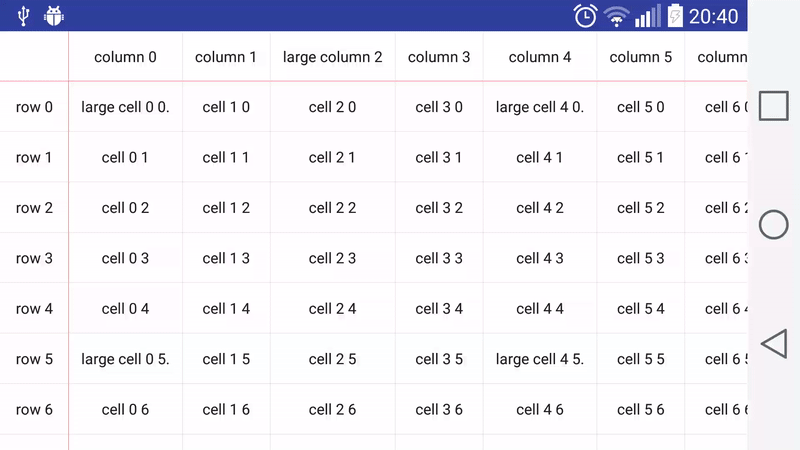 20:40
column 0 column 1 large column 2 column 3 column 4 column 5 column
row 0 large cell 0 0. cell 1 0 cell 2 0 cell 3 0 large cell 4 0. cell 5 0 cell 6 0
row 1 cell 0 1 cell 1 1 cell 2 1 cell 3 1 cell 4 1 cell 5 1 cell 6 1
row 2 cell 0 2 cell 1 2 cell 2 2 cell 3 2 cell 4 2 cell 5 2 cell 6 2
row 3 cell 0 3 cell 1 3 cell 2 3 cell 3 3 cell 4 3 cell 5 3 cell 6 3
row 4 cell 0 4 cell 1 4 cell 2 4 cell 3 4 cell 4 4 cell 5 4 cell 6 4
row 5 large cell 0 5. cell 1 5 cell 2 5 cell 3 5 large cell 4 5. cell 5 5 cell 6 5
row 6 cell 0 6 cell 1 6 cell 2 6 cell 3 6 cell 4 6 cell 5 6 cell 6 6